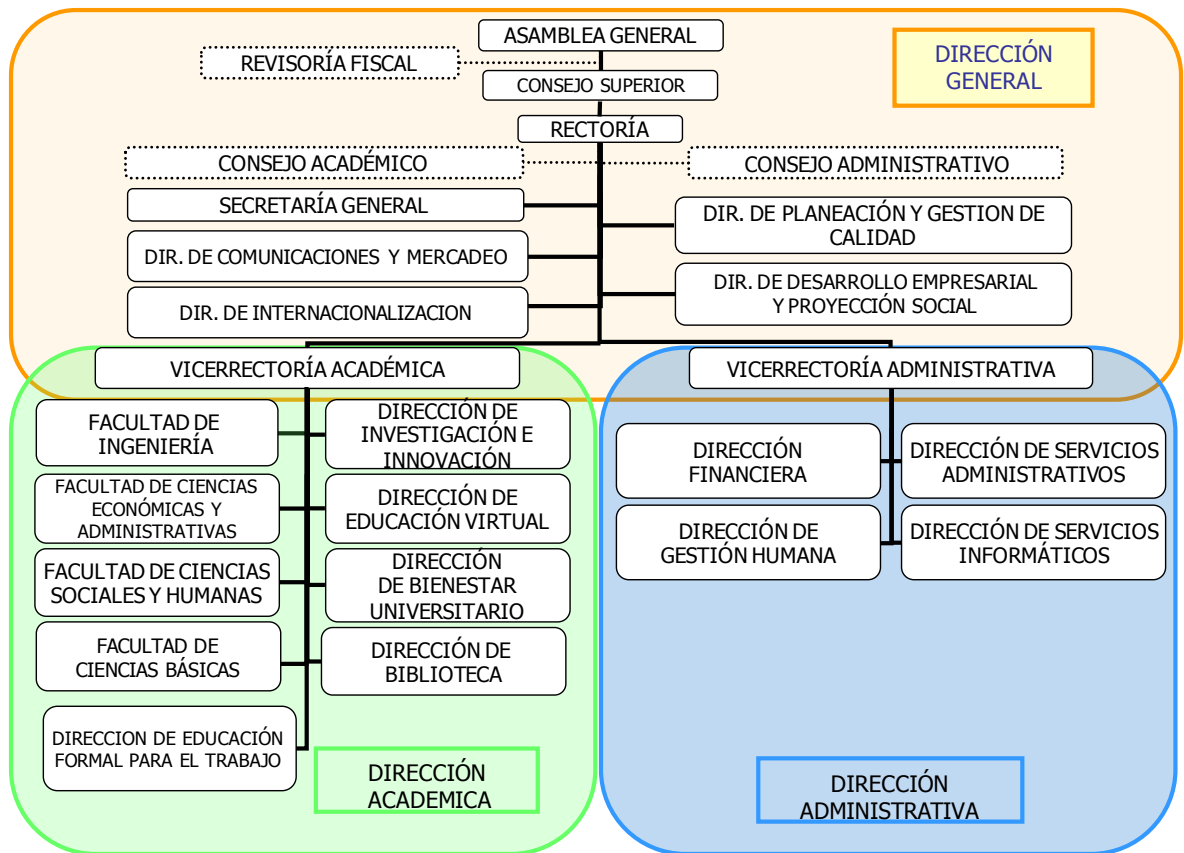 ASAMBLEA GENERAL
REVISORÍA FISCAL
DIRECCIÓN
GENERAL
CONSEJO SUPERIOR
RECTORÍA
CONSEJO ACADÉMICO
CONSEJO ADMINISTRATIVO
SECRETARÍA GENERAL
DIR. DE PLANEACIÓN Y GESTION DE
CALIDAD
DIR. DE COMUNICACIONES Y MERCADEO
DIR. DE DESARROLLO EMPRESARIAL
Y PROYECCIÓN SOCIAL
DIR. DE INTERNACIONALIZACION
VICERRECTORÍA ACADÉMICA
VICERRECTORÍA ADMINISTRATIVA
FACULTAD DE
INGENIERÍA
DIRECCIÓN DE
INVESTIGACIÓN E
INNOVACIÓN
FACULTAD DE CIENCIAS
ECONÓMICAS Y
ADMINISTRATIVAS
DIRECCIÓN DE
EDUCACIÓN VIRTUAL
FACULTAD DE CIENCIAS
SOCIALES Y HUMANAS
DIRECCIÓN
DE BIENESTAR
UNIVERSITARIO
FACULTAD DE
CIENCIAS BÁSICAS
DIRECCIÓN DE
BIBLIOTECA
DIRECCION DE EDUCACIÓN
FORMAL PARA EL TRABAJO
DIRECCIÓN
ACADEMICA
DIRECCIÓN
FINANCIERA
DIRECCIÓN DE SERVICIOS
ADMINISTRATIVOS
DIRECCIÓN DE
GESTIÓN HUMANA
DIRECCIÓN DE SERVICIOS
INFORMÁTICOS
DIRECCIÓN
ADMINISTRATIVA